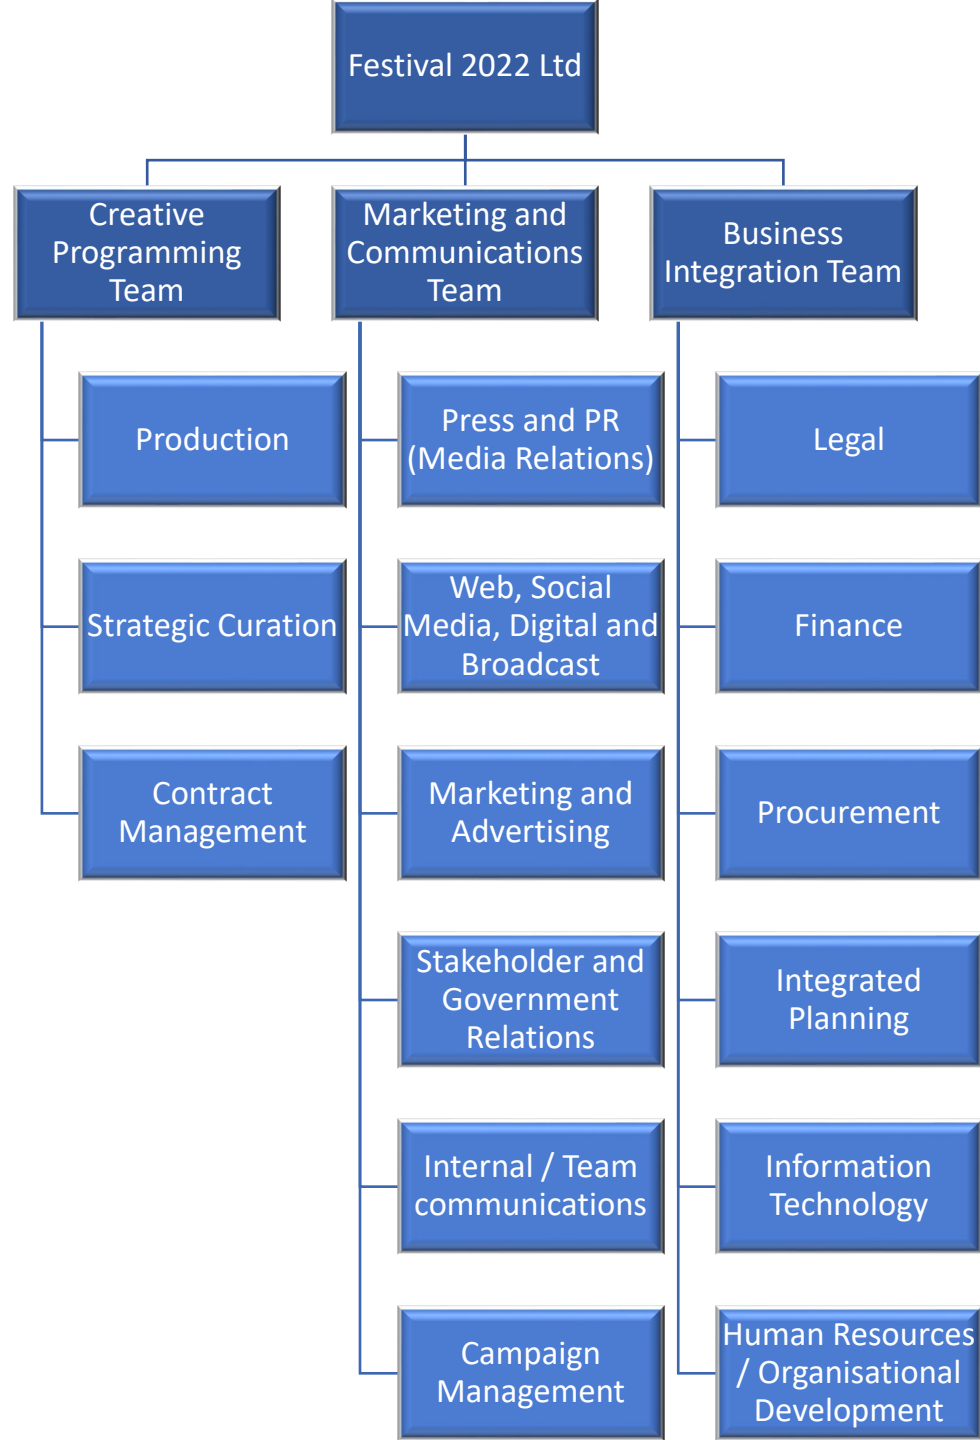 Festival 2022 Ltd
Creative
Programming
Team
Production
Strategic Curation
Contract
Management
Marketing and
Communications
Team
Press and PR
(Media Relations)
Web, Social
Media, Digital and
Broadcast
Marketing and
Advertising
Stakeholder and
Government
Relations
Internal / Team
communications
Campaign
Management
Business
Integration Team
Legal
Finance
Procurement
Integrated
Planning
Information
Technology
Human Resources
/ Organisational
Development